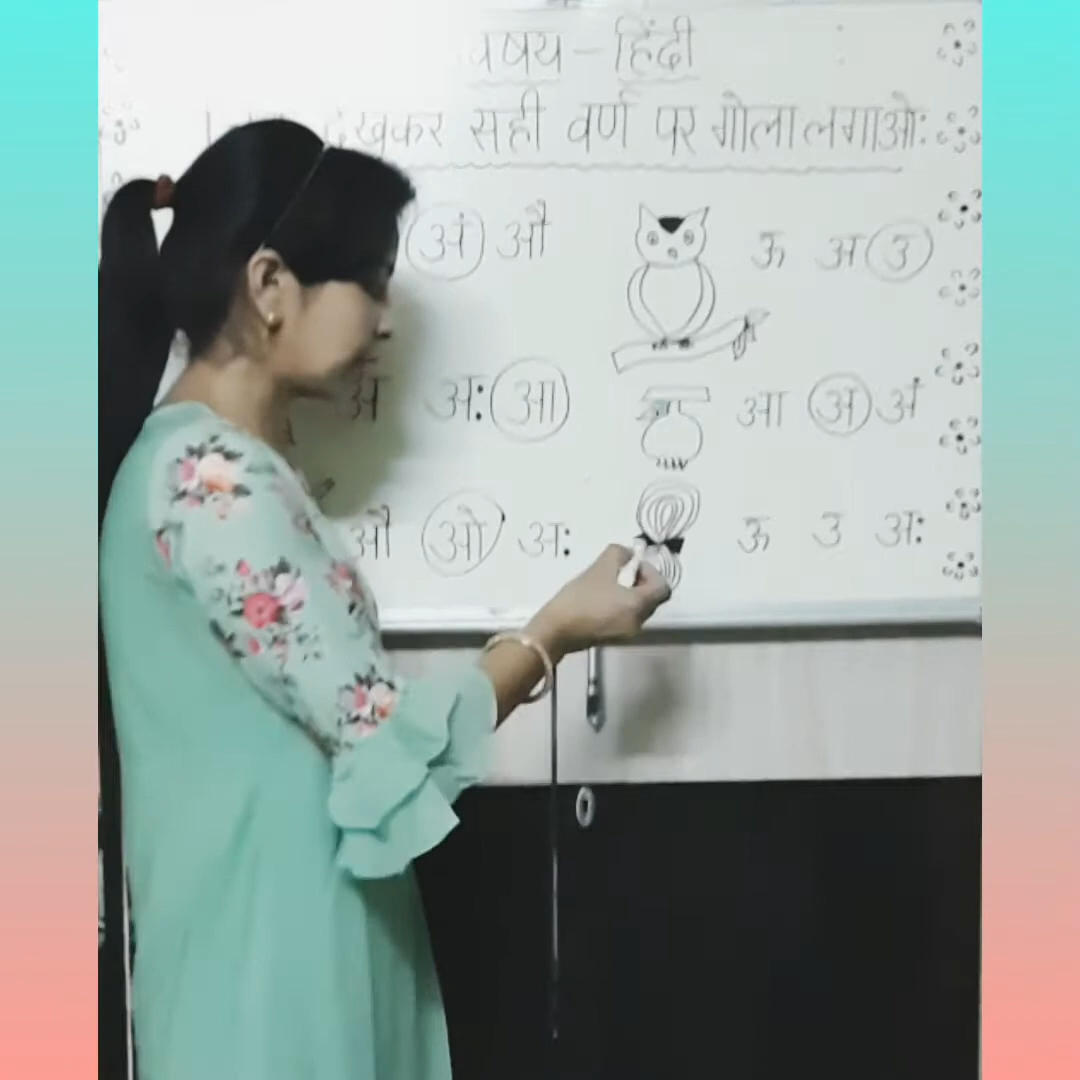 विषय - हिंदी
देखकर सही वर्ण पर गोला लगाओ:
अं औ ऊ अ उ
अ: आ आ अ अं
औ ओ अ: ऊ उ अ: